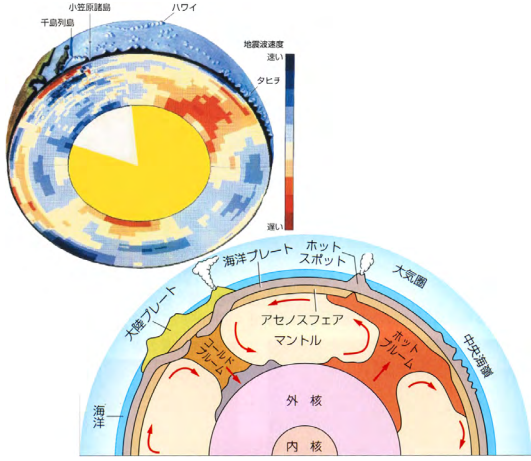 小笠原諸島
ハワイ
千島列島
地震波速度
速い
タヒチ
遅い
海洋プレート
ホット
スポット
大気圏
大陸プレート
アセノスフェア
マントル
コールド
プルーム
ホット
プルーム
中央海嶺
海洋
外核
内核